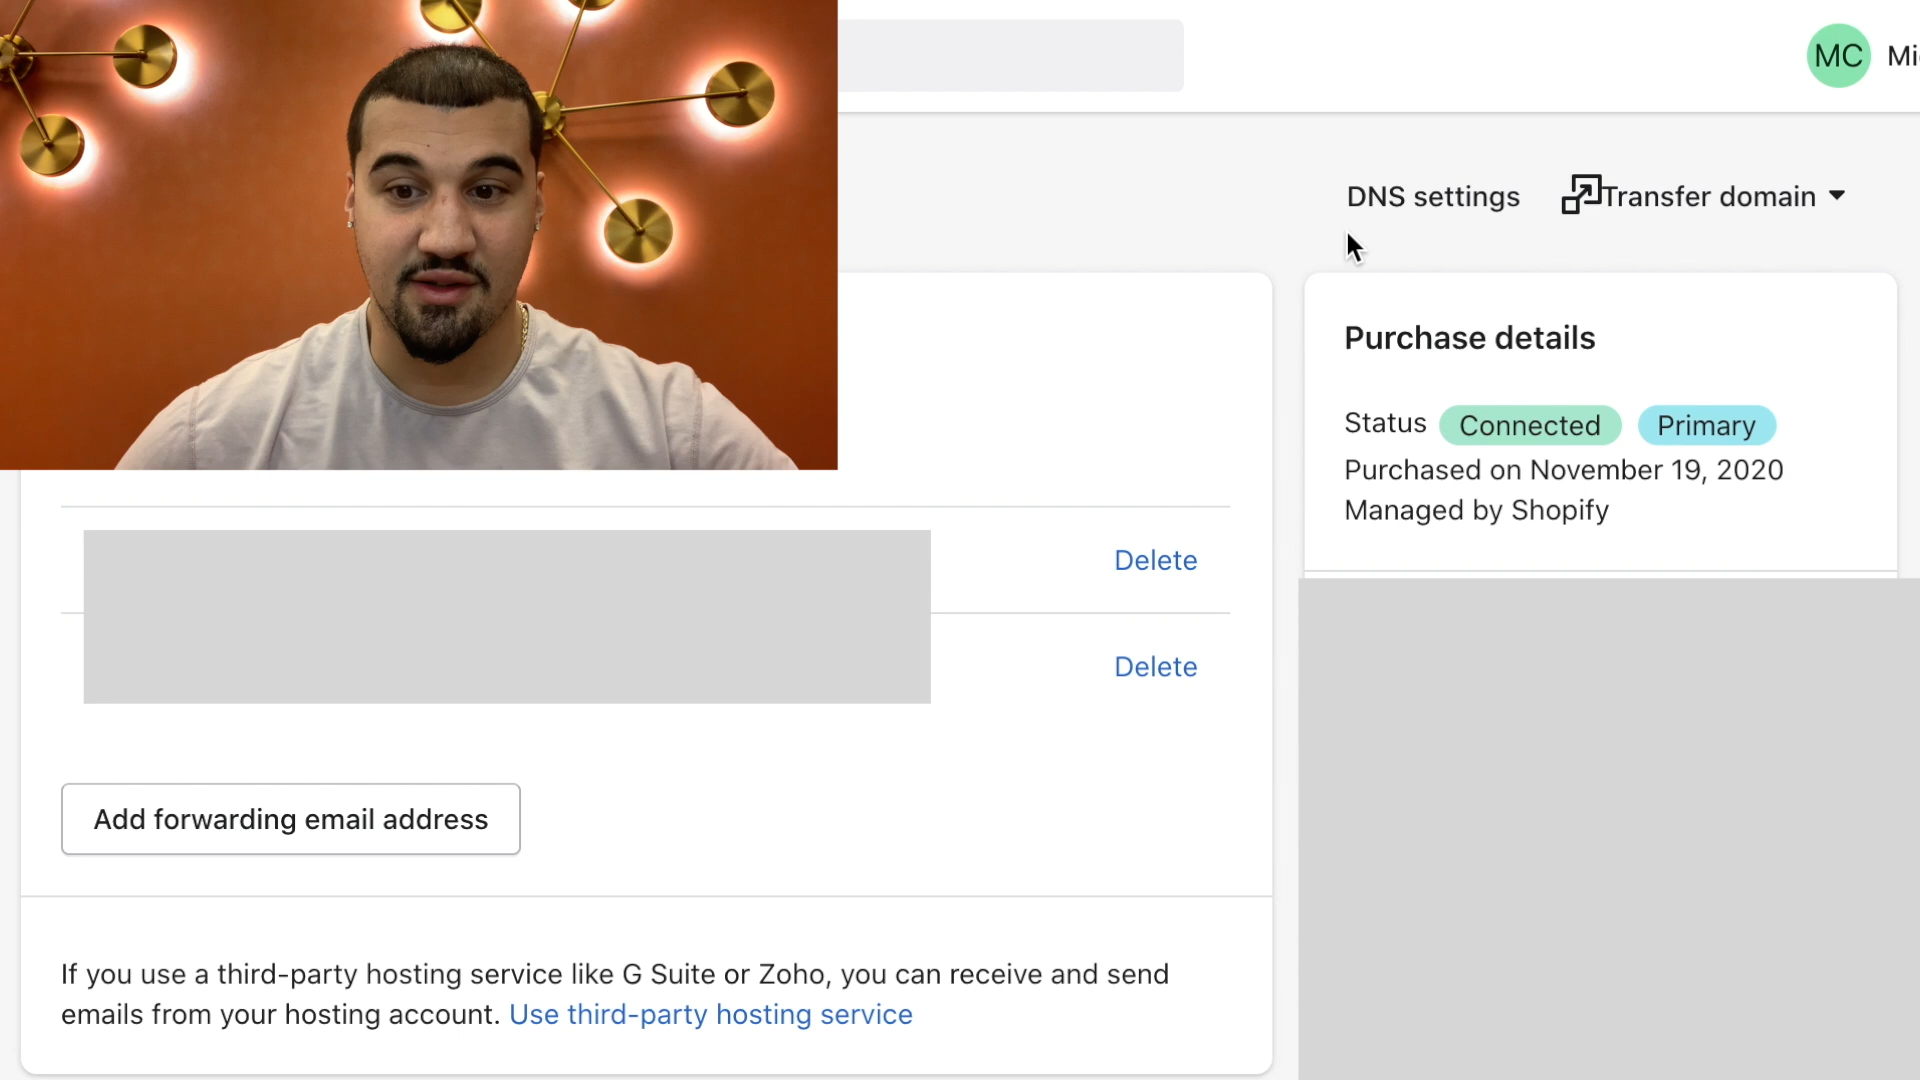 MC
DNS settings
Transfer domain
Purchase details
Status Connected Primary
Purchased on November 19, 2020
Managed by Shopify
Delete
Delete
Add forwarding email address
If you use a third-party hosting service like G Suite or Zoho, you can receive and send
emails from your hosting account. Use third-party hosting service